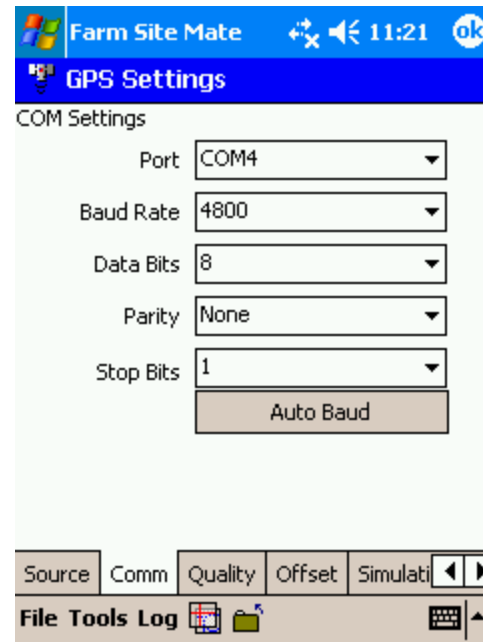 Farm Site Mate 11:21 ok
GPS Settings
COM Settings
Port COM4
Baud Rate 4800
Data Bits 8
Parity None
Stop Bits 1
Auto Baud
Source Comm Quality Offset Simulati
File Tools Log